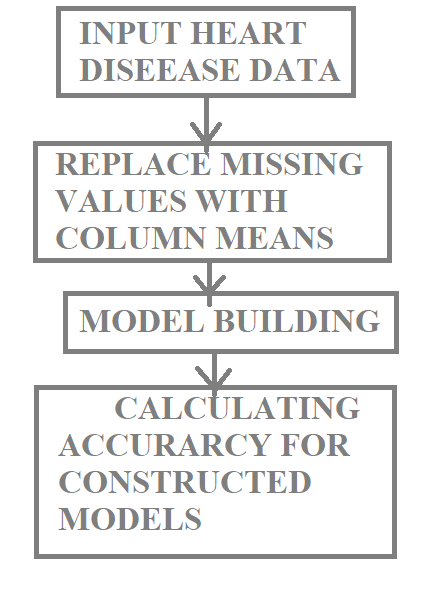 INPUT HEART
DISEEASE DATA
REPLACE MISSING
VALUES WITH
COLUMN MEANS
MODEL BUILDING
CALCULATING
ACCURARCY FOR
CONSTRUCTED
MODELS